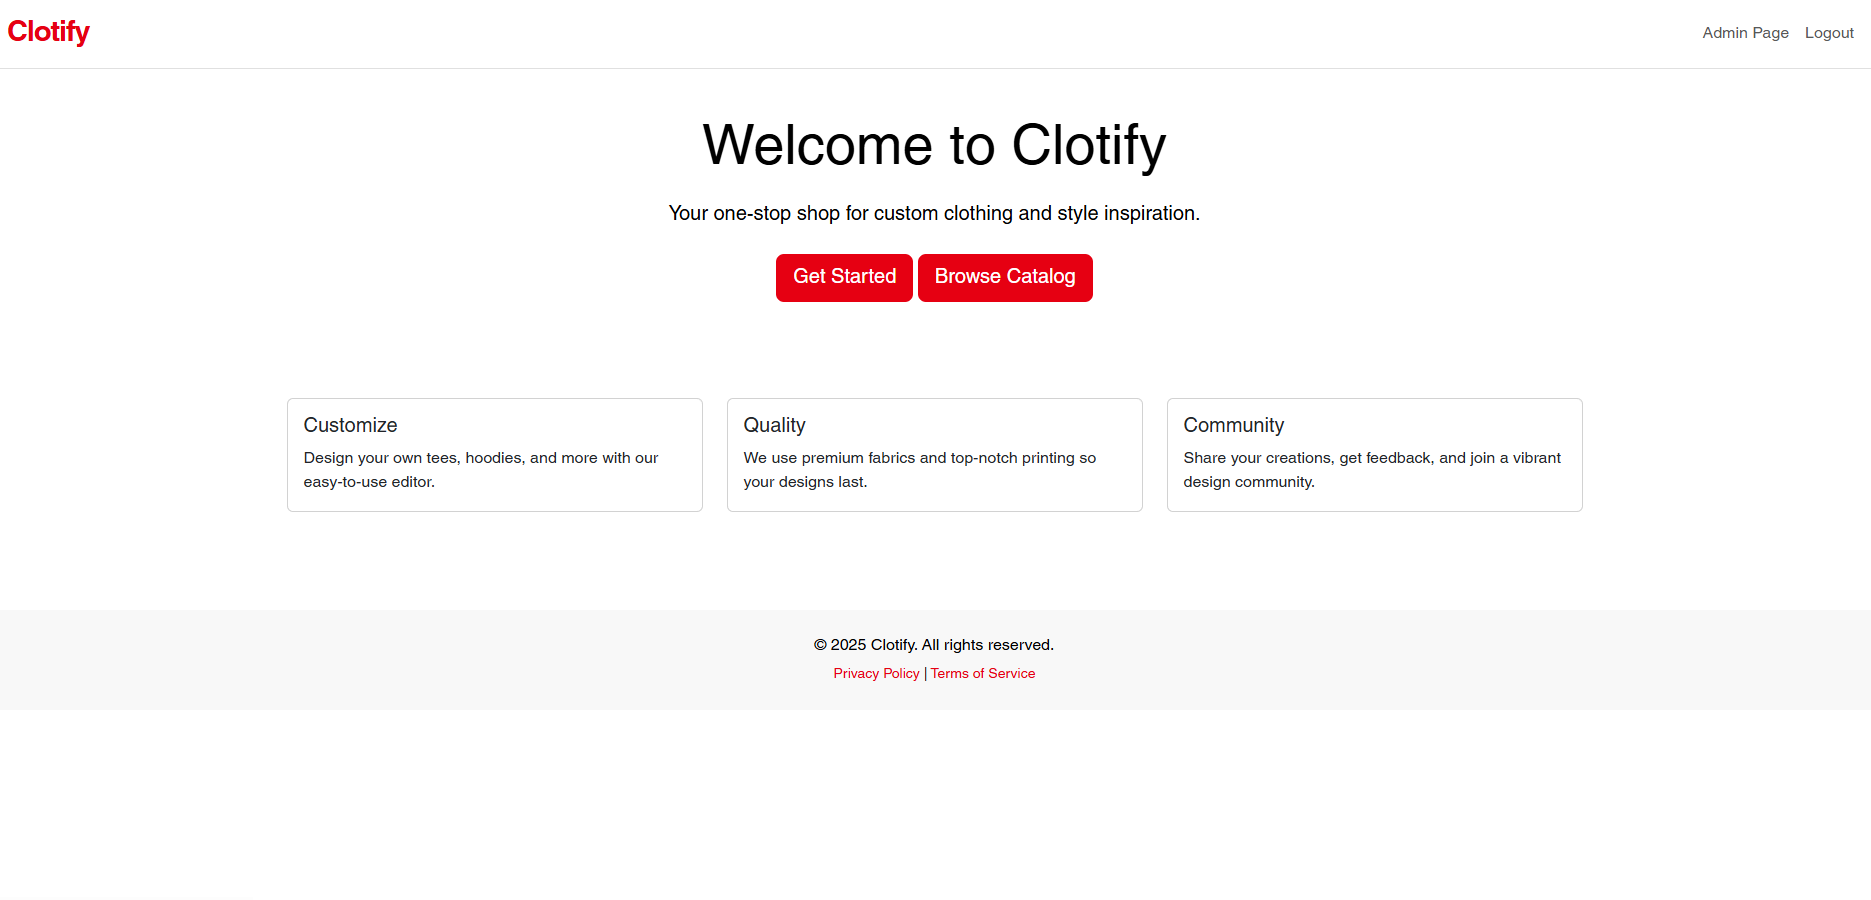 Clotify
Admin Page Logout
Welcome to Clotify
Your one-stop shop for custom clothing and style inspiration.
Get Started Browse Catalog
Customize
Design your own tees, hoodies, and more with our
easy-to-use editor.
Quality
We use premium fabrics and top-notch printing so
your designs last.
Community
Share your creations, get feedback, and join a vibrant
design community.
© 2025 Clotify. All rights reserved.
Privacy Policy | Terms of Service